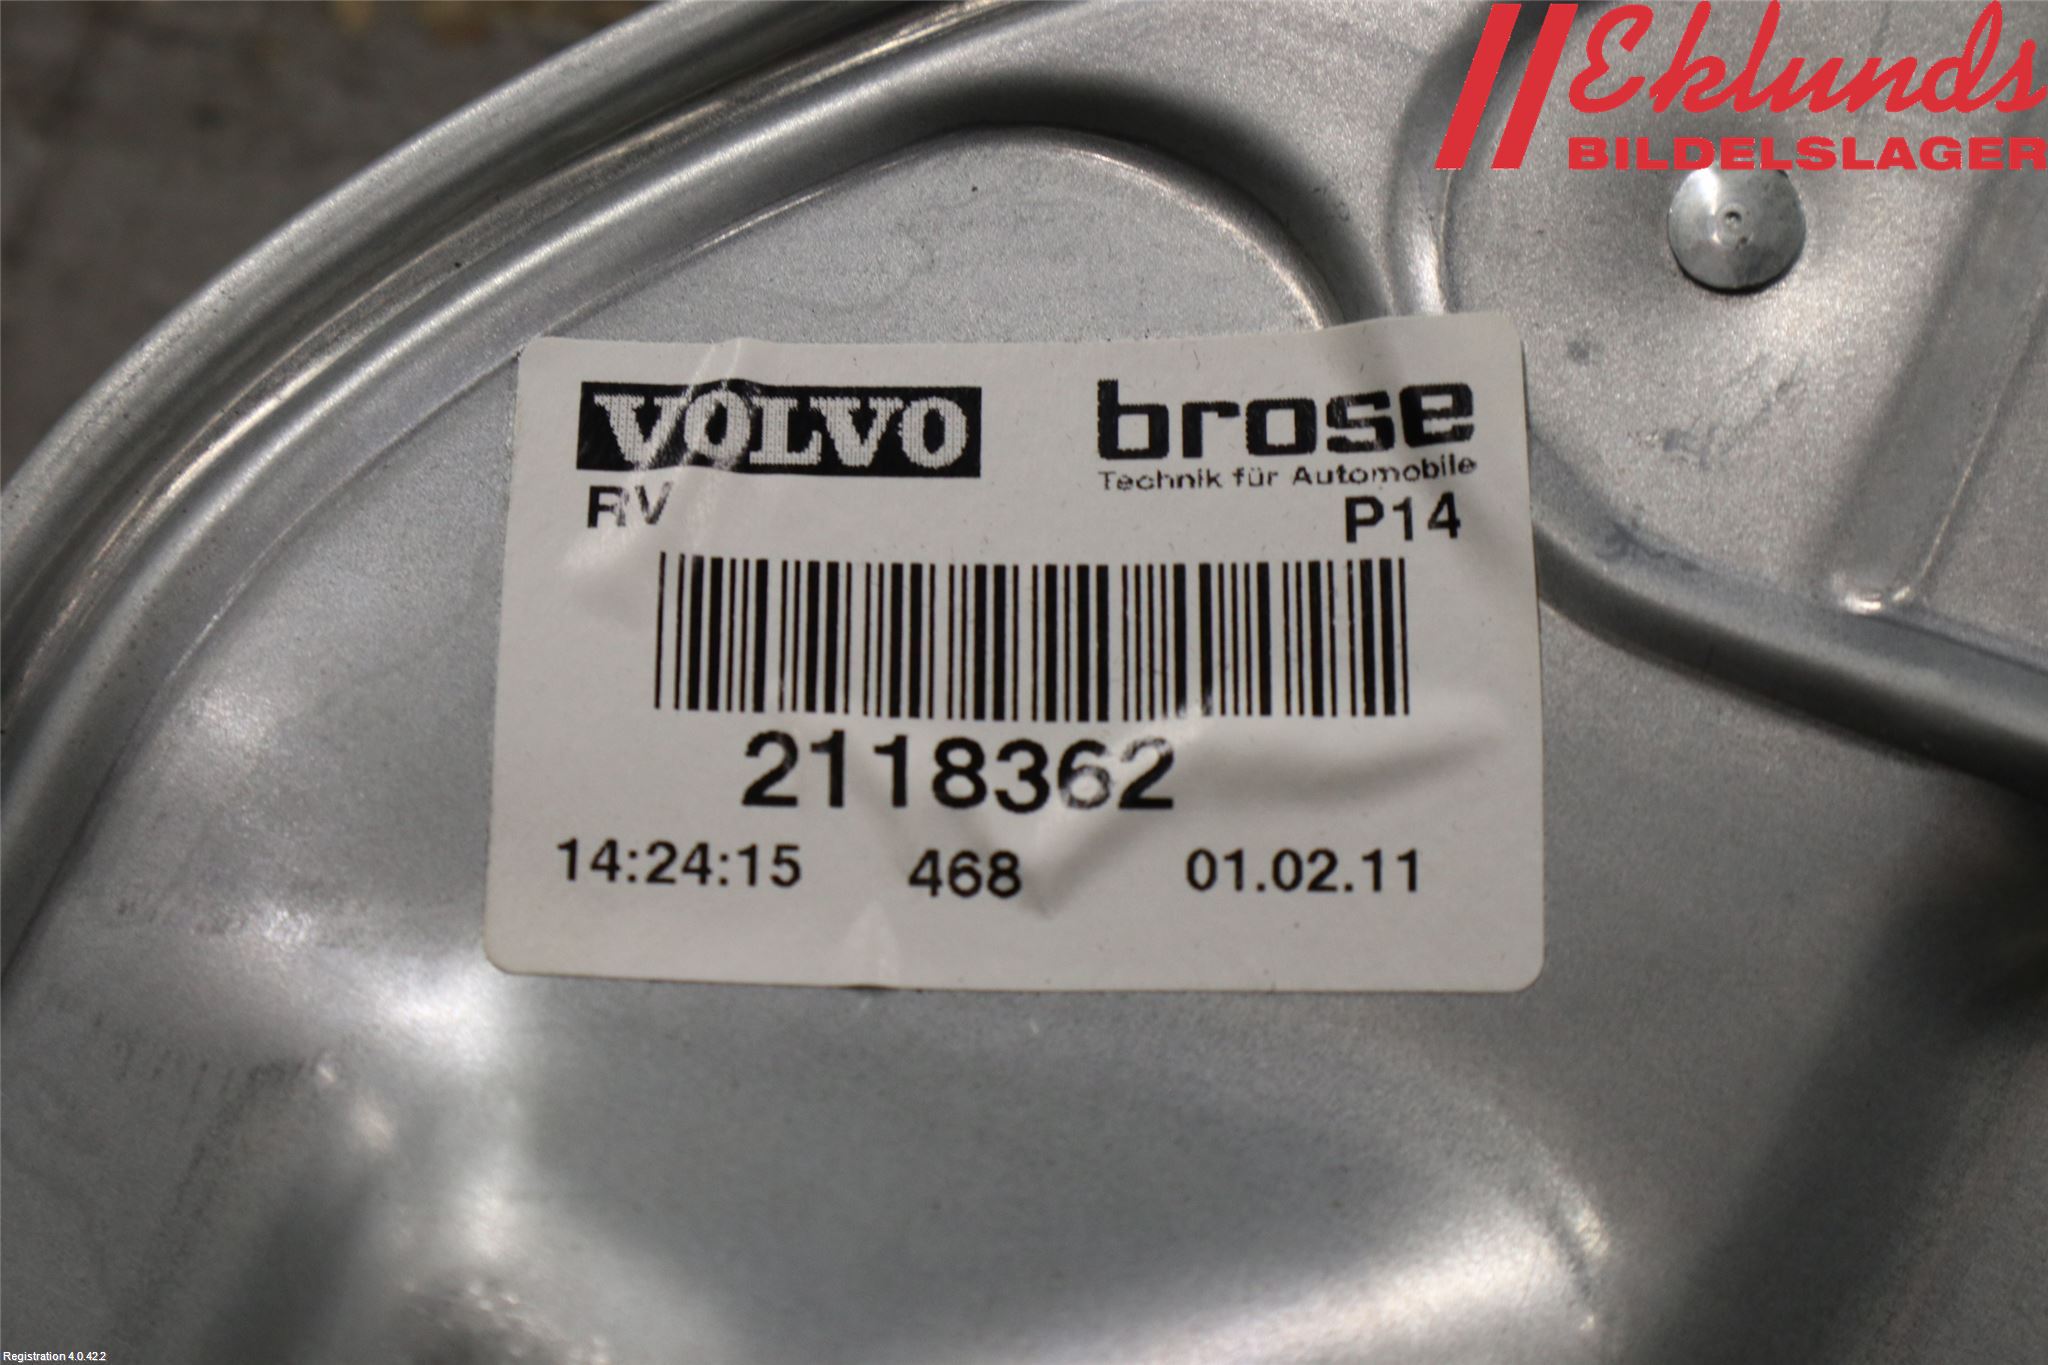 Eklunds
BILDELSLAGER
VOLVO brose
Technik für Automobile
RV P14
2118362
14:24:15 468 01.02.11
Registration 4.0.42.2